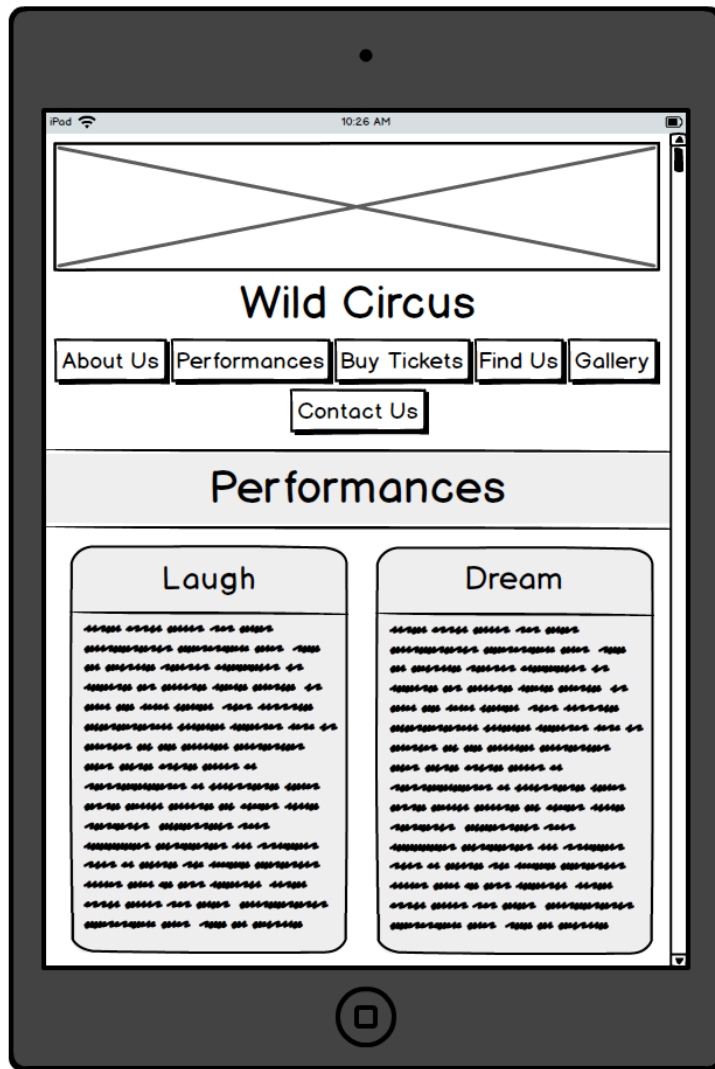 iPad 10:26 AM
Wild Circus
About Us Performances Buy Tickets Find Us Gallery
Contact Us
Performances
Laugh Dream